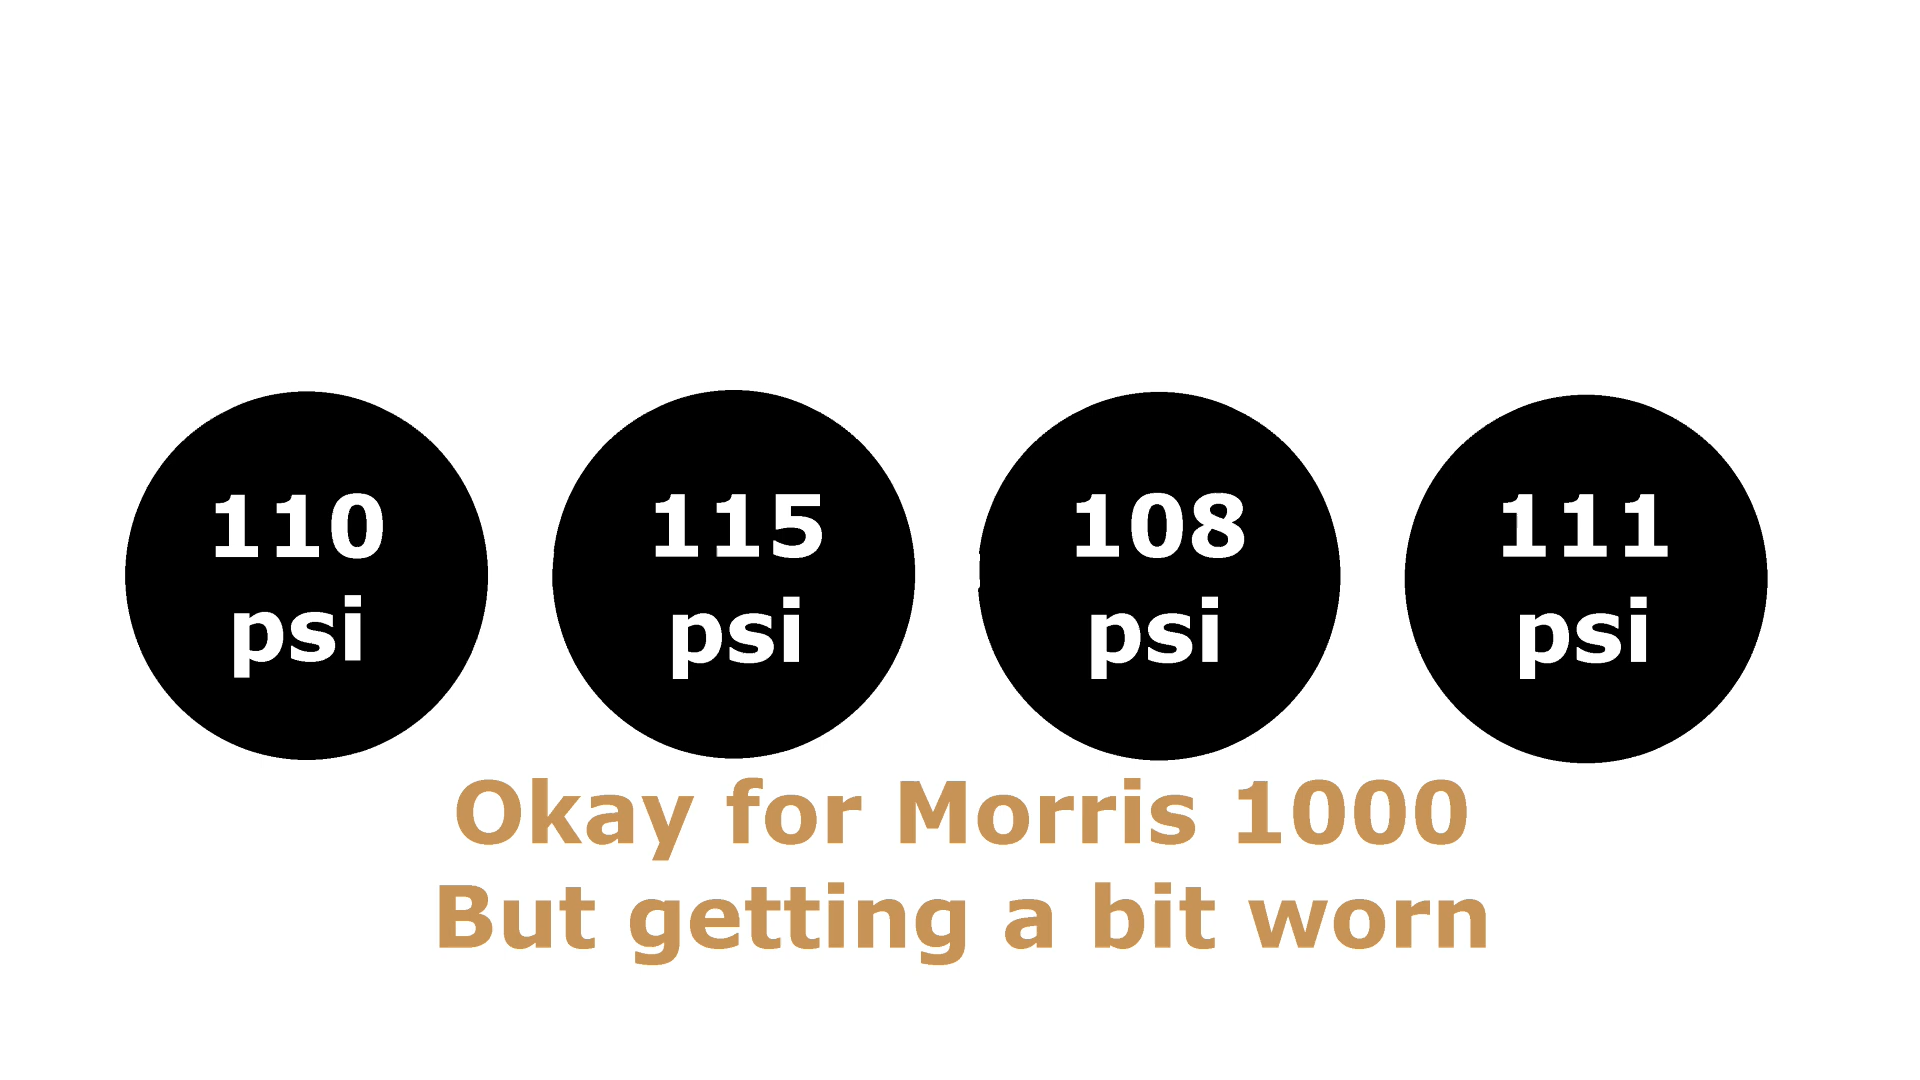 110
psi
115
psi
108
psi
111
psi
Okay for Morris 1000
But getting a bit worn